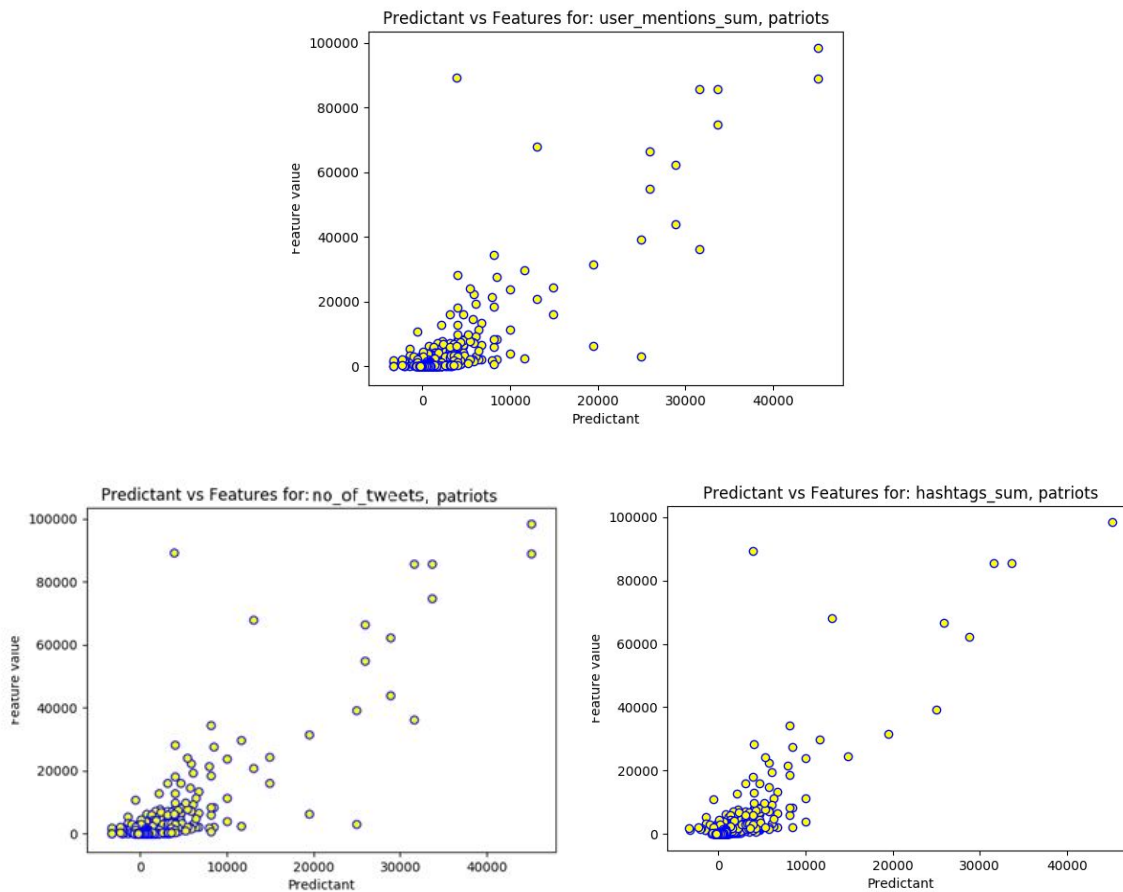 Predictant vs Features for: user_mentions_sum, patriots
100000
80000
60000
40000
20000
0
Feature value
0 10000 20000 30000 40000
Predictant
Predictant vs Features for: no_of_tweets, patriots
100000
80000
60000
40000
20000
0
Feature value
0 10000 20000 30000 40000
Predictant
Predictant vs Features for: hashtags_sum, patriots
100000
80000
60000
40000
20000
0
Feature value
0 10000 20000 30000 40000
Predictant